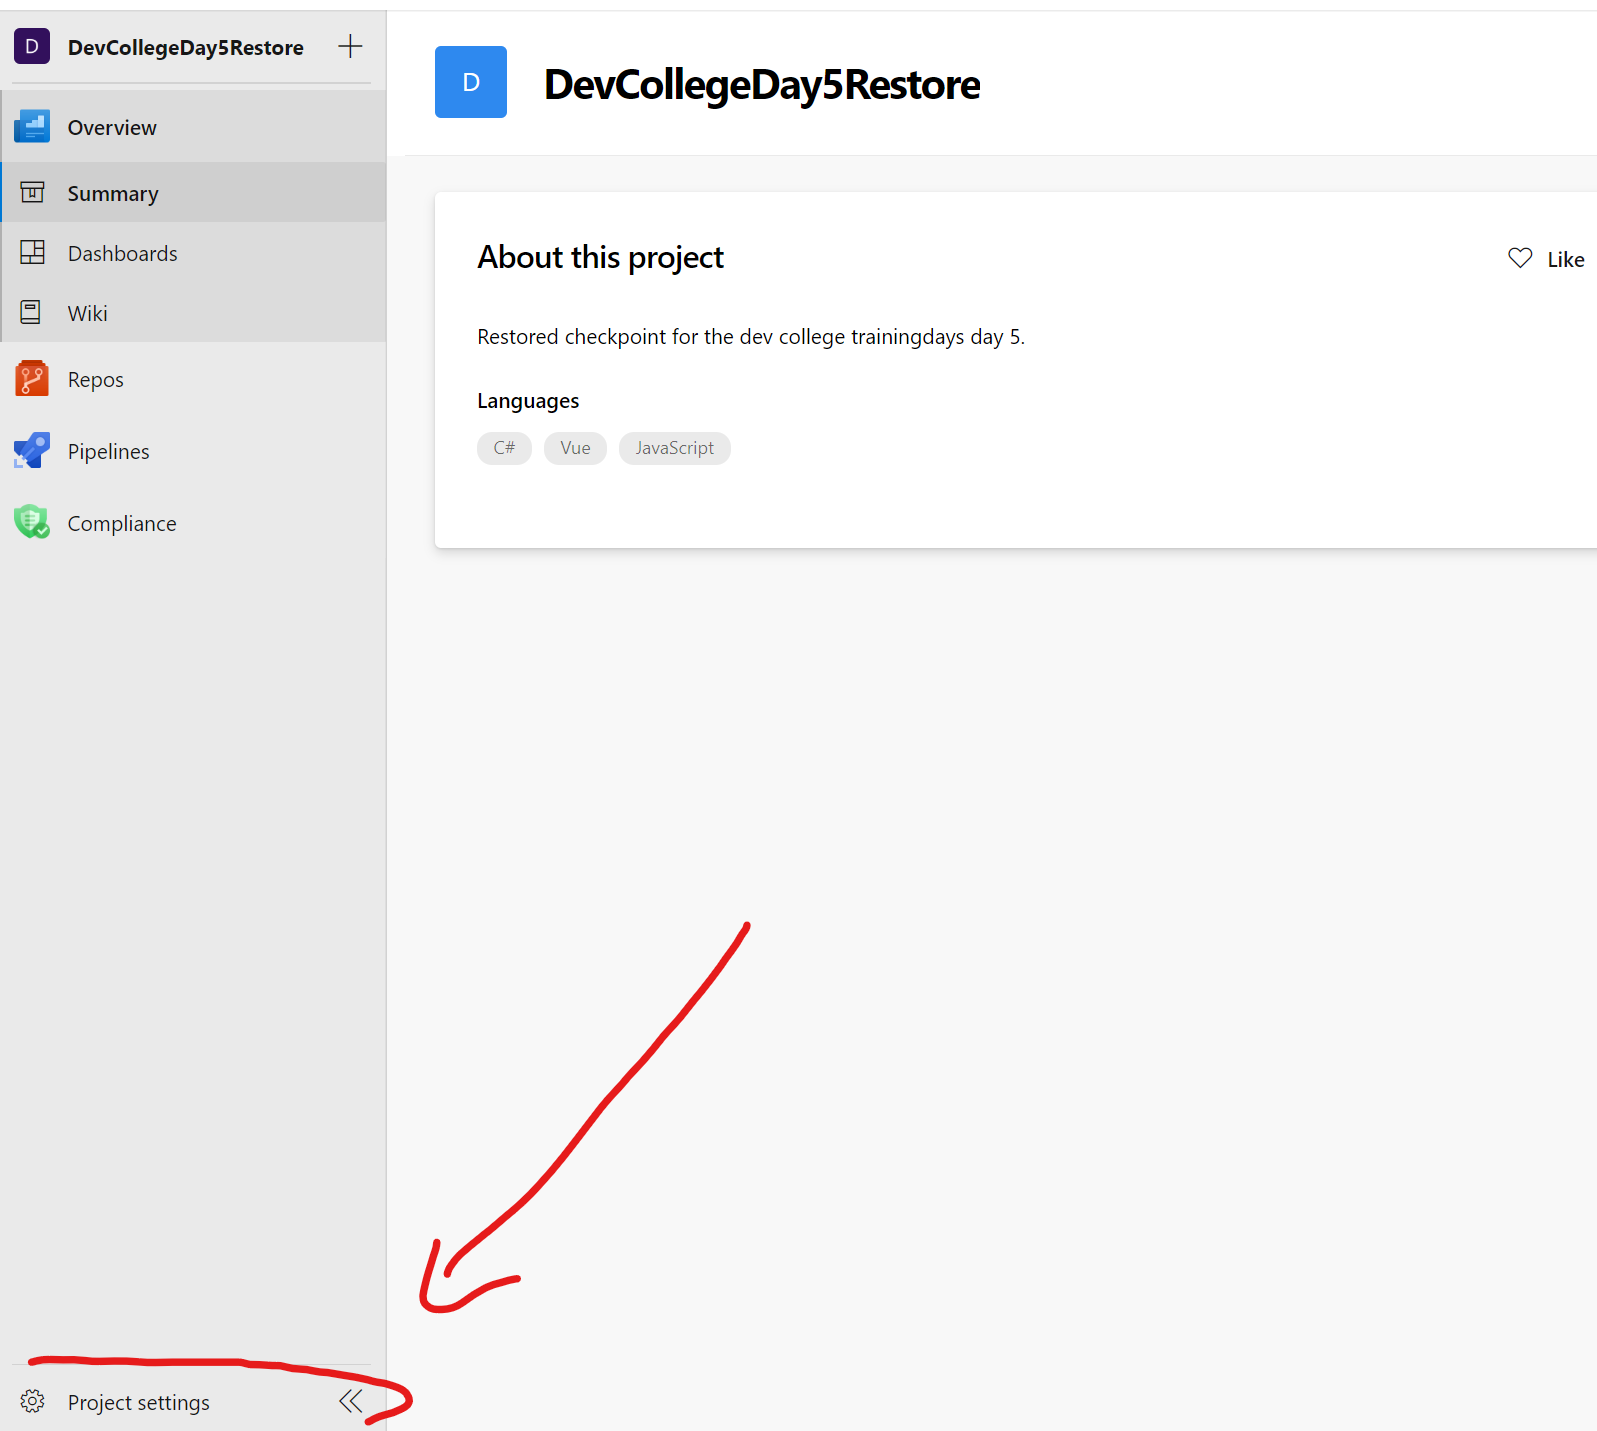 D DevCollegeDay5Restore
Overview
Summary
Dashboards
Wiki
Repos
Pipelines
Compliance
Project settings
D DevCollegeDay5Restore
About this project
Like
Restored checkpoint for the dev college trainingdays day 5.
Languages
C# Vue JavaScript